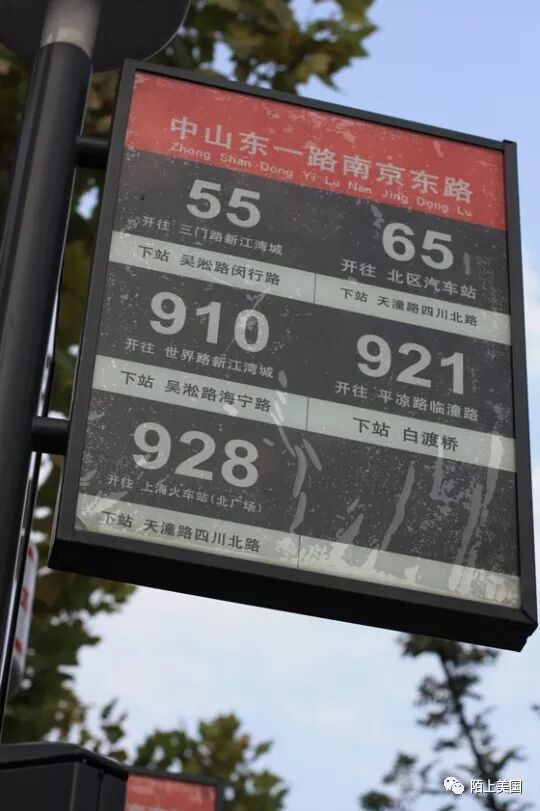 中山东一路南京东路
Zhong Shan Dong Yi Lu Nan Jing Dong Lu
55
开往 三门路新江湾城
下站 吴淞路闵行路
65
开往 北区汽车站
下站 天潼路四川北路
910
开往 世界路新江湾城
下站 吴淞路海宁路
921
开往 平凉路临潼路
下站 白渡桥
928
开往 上海火车站(北广场)
下站 天潼路四川北路
陌上美国